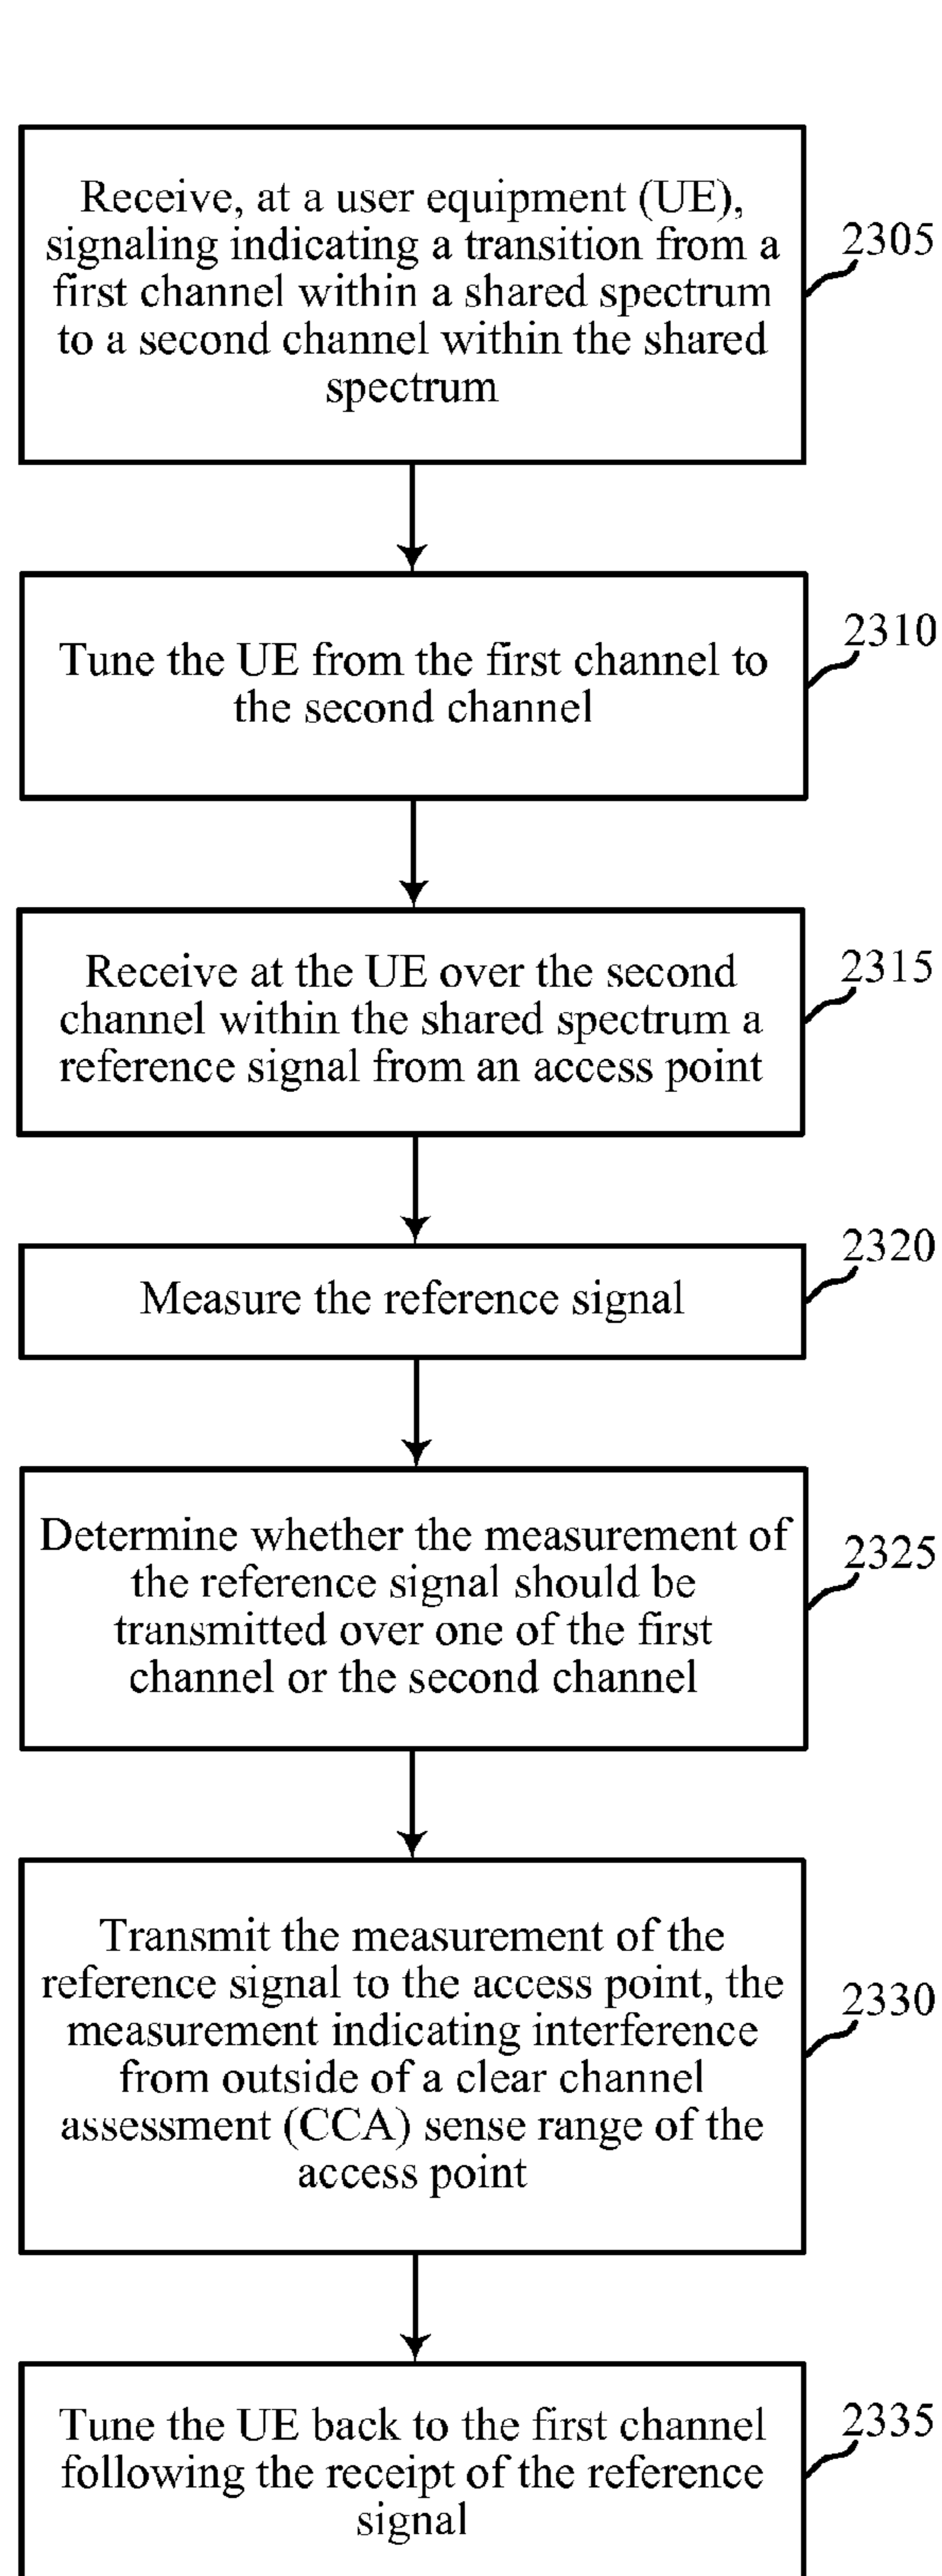 Receive, at a user equipment (UE),
signaling indicating a transition from a
first channel within a shared spectrum
to a second channel within the shared
spectrum
2305
Tune the UE from the first channel to
the second channel
2310
Receive at the UE over the second
channel within the shared spectrum a
reference signal from an access point
2315
Measure the reference signal
2320
Determine whether the measurement of
the reference signal should be
transmitted over one of the first
channel or the second channel
2325
Transmit the measurement of the
reference signal to the access point, the
measurement indicating interference
from outside of a clear channel
assessment (CCA) sense range of the
access point
2330
Tune the UE back to the first channel
following the receipt of the reference
signal
2335